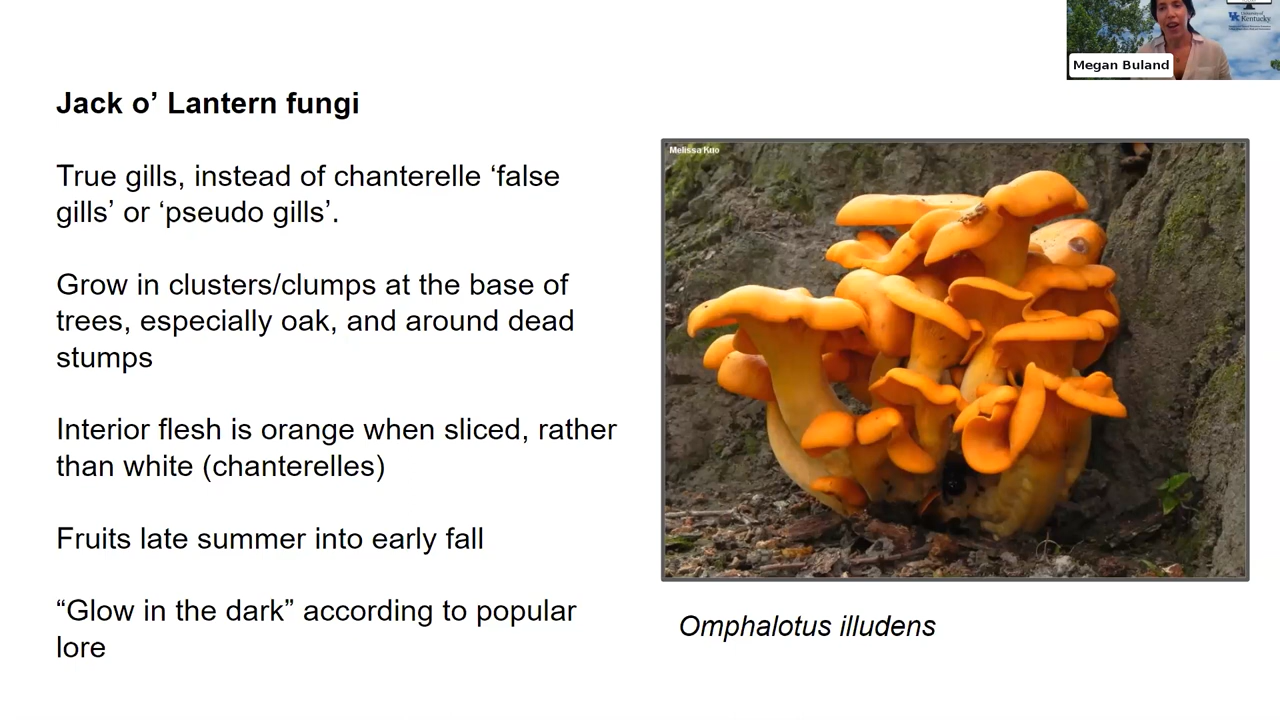 Megan Buland
University of
Kentucky
Jack o’ Lantern fungi
True gills, instead of chanterelle ‘false
gills’ or ‘pseudo gills’.
Grow in clusters/clumps at the base of
trees, especially oak, and around dead
stumps
Interior flesh is orange when sliced, rather
than white (chanterelles)
Fruits late summer into early fall
“Glow in the dark” according to popular
lore
Melissa Kuo
Omphalotus illudens